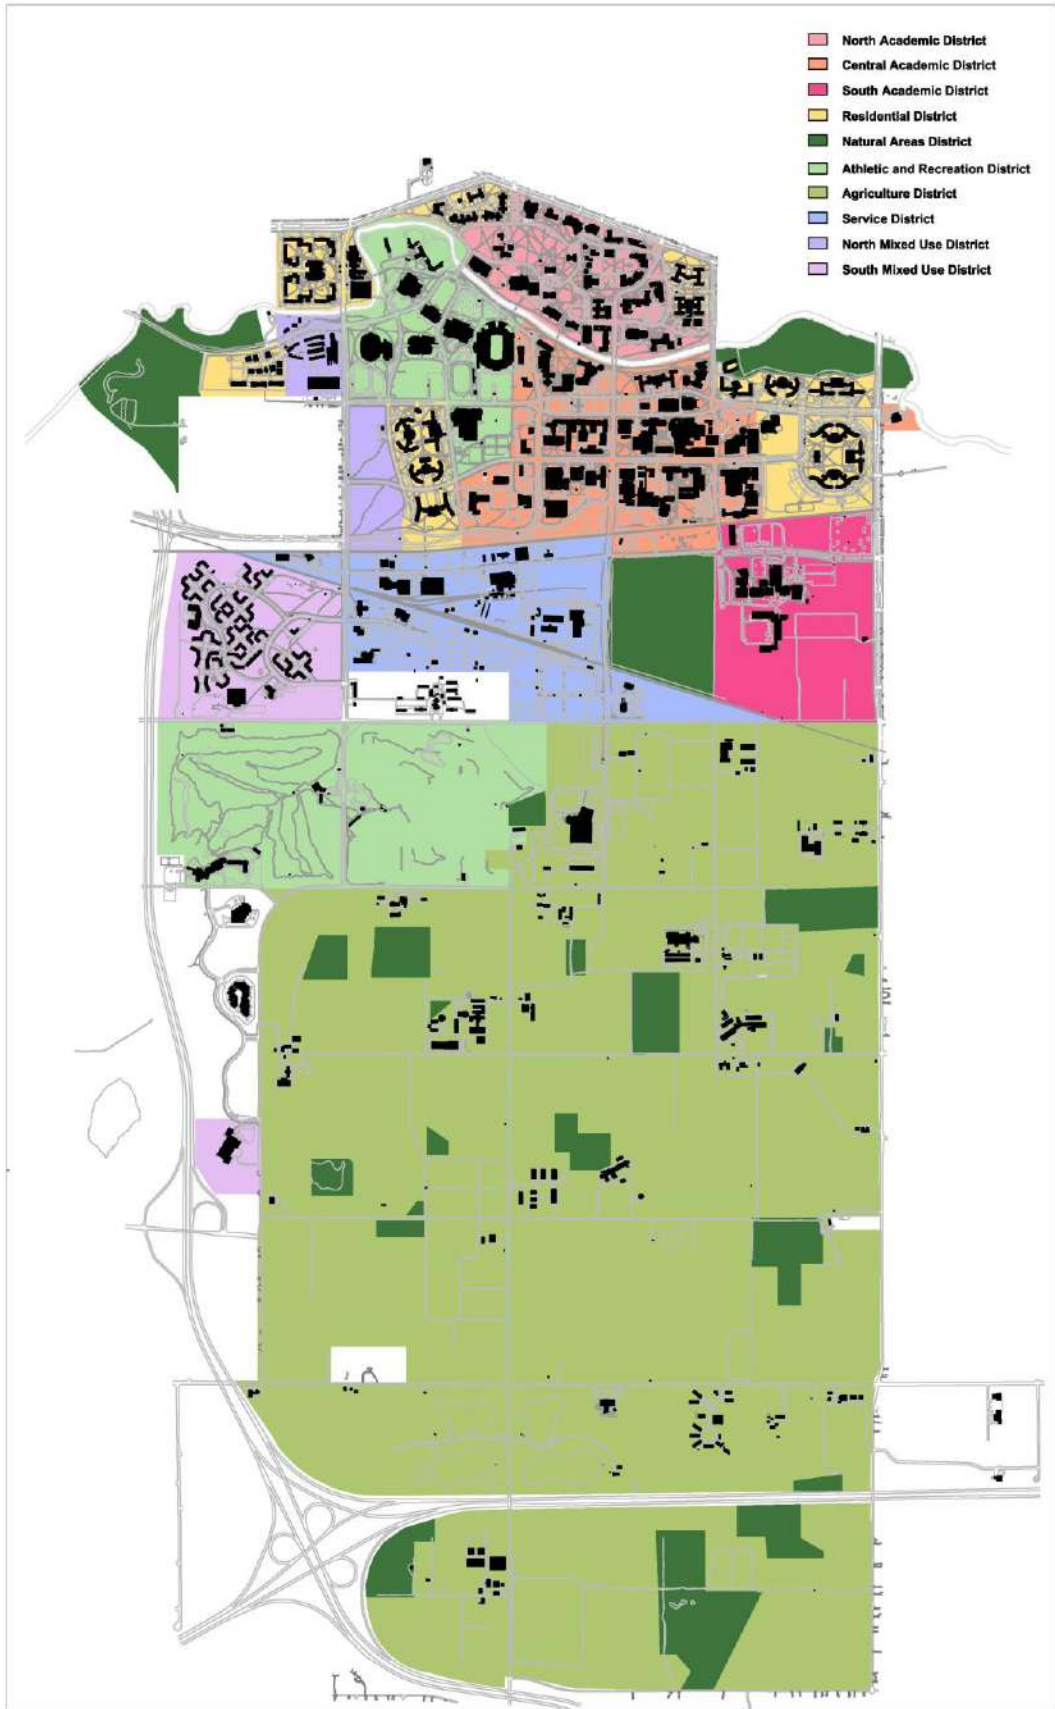 North Academic District
Central Academic District
South Academic District
Residential District
Natural Areas District
Athletic and Recreation District
Agriculture District
Service District
North Mixed Use District
South Mixed Use District